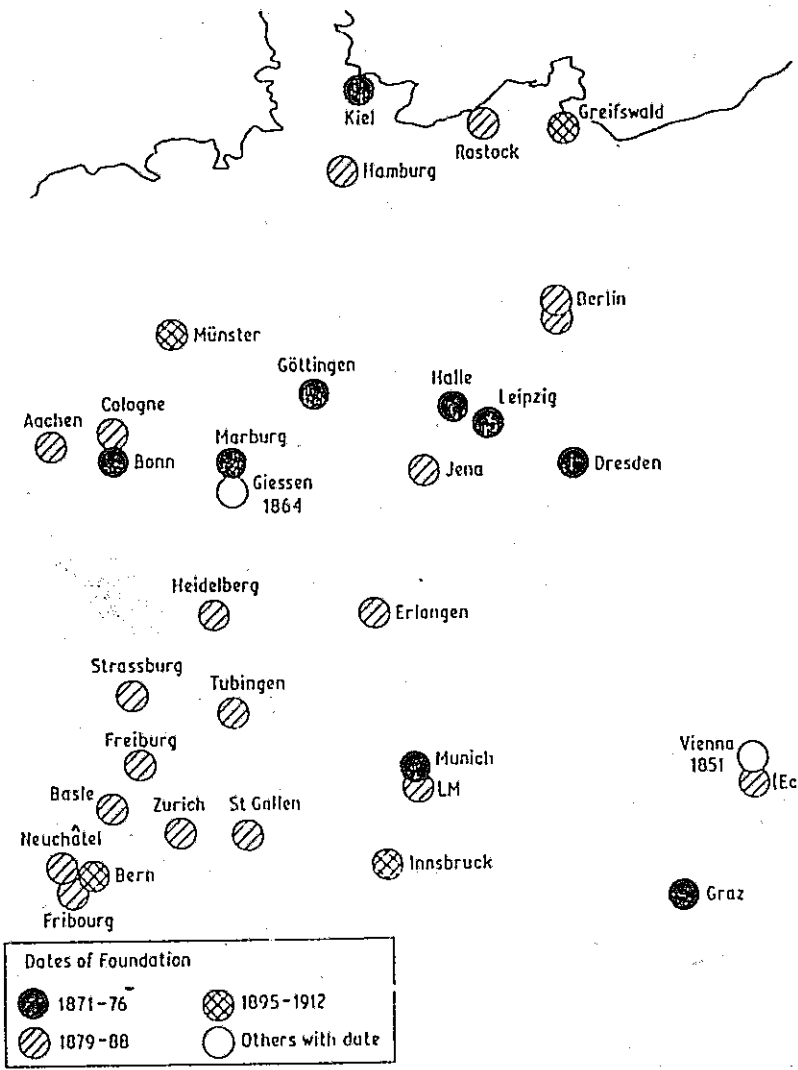 Kiel
Greifswald
Rostock
Hamburg
Berlin
Münster
Göttingen
Halle
Leipzig
Cologne
Aachen
Bonn
Marburg
Giessen
1864
Jena
Dresden
Heidelberg
Erlangen
Strassburg
Tubingen
Freiburg
Munich
LM
Vienna
1851
(Ec
Basle
Zurich
St Gallen
Neuchâtel
Bern
Fribourg
Innsbruck
Graz
Dates of Foundation
1871-76
1895-1912
1879-88
Others with date